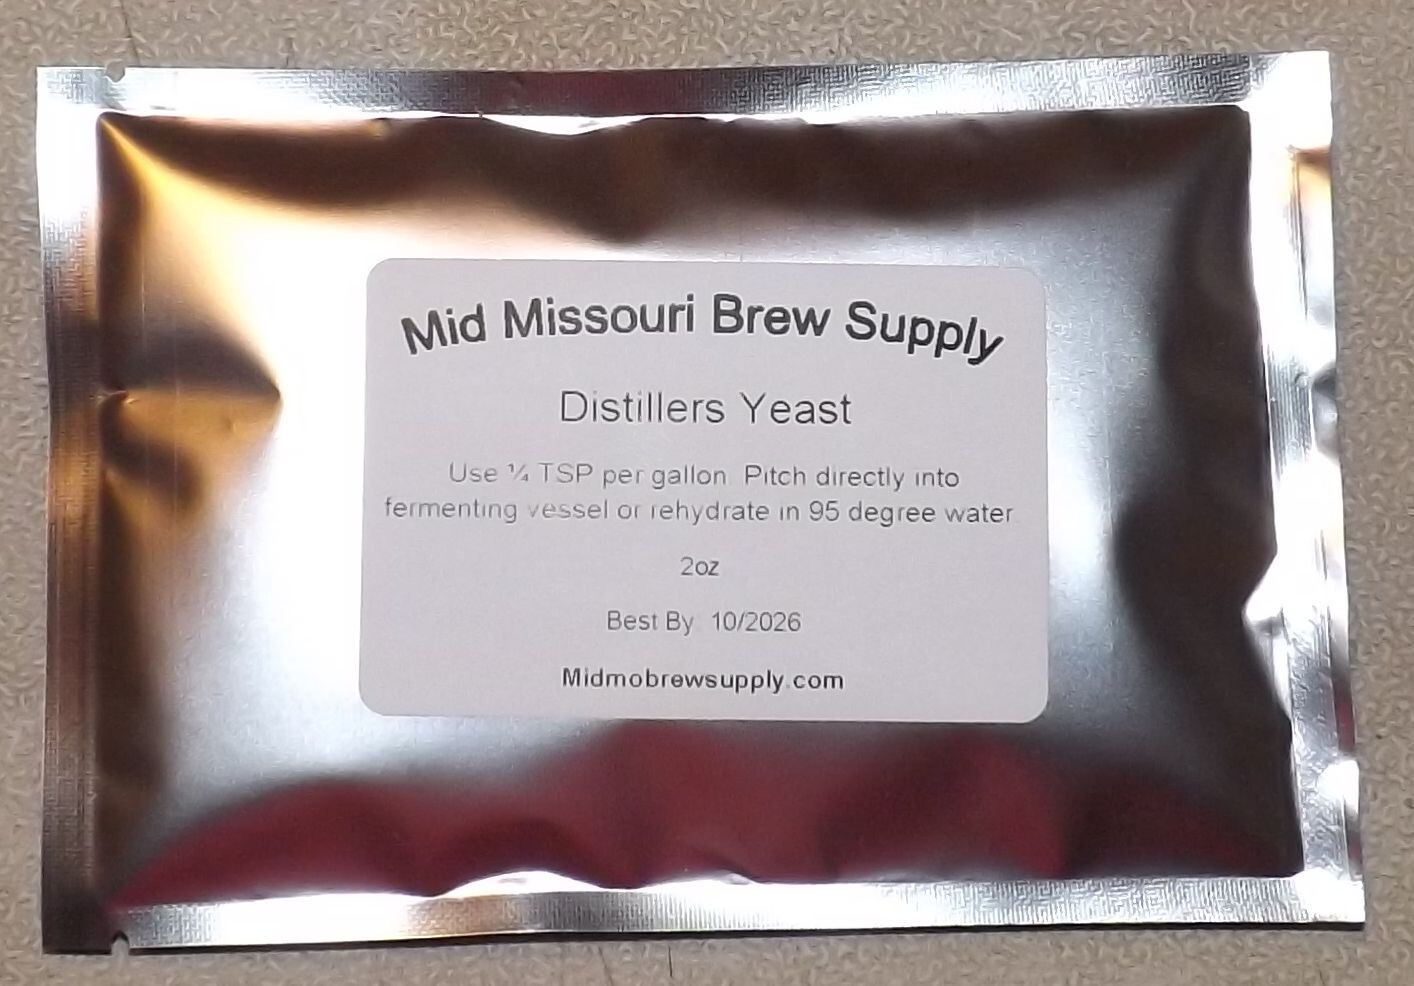 Mid Missouri Brew Supply
Distillers Yeast
Use ¼ TSP per gallon. Pitch directly into
fermenting vessel or rehydrate in 95 degree water.
2oz
Best By: 10/2026
Midmobrewsupply.com